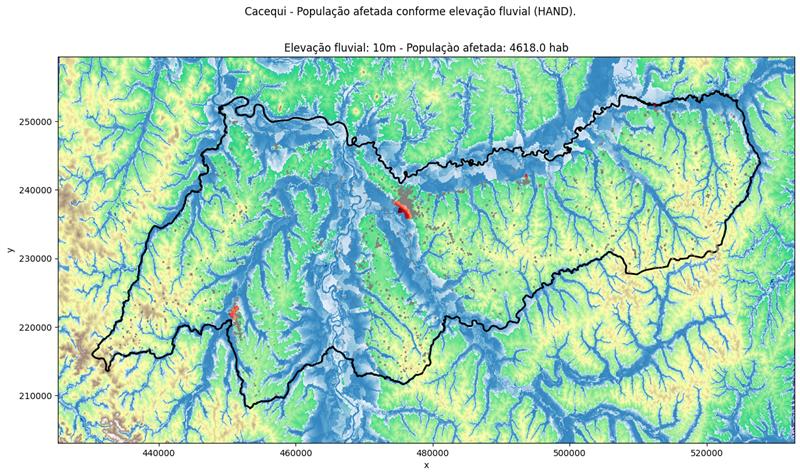 Cacequi - População afetada conforme elevação fluvial (HAND).
Elevação fluvial: 10m - Populaçào afetada: 4618.0 hab
y
250000
240000
230000
220000
210000
440000 460000 480000 500000 520000
x